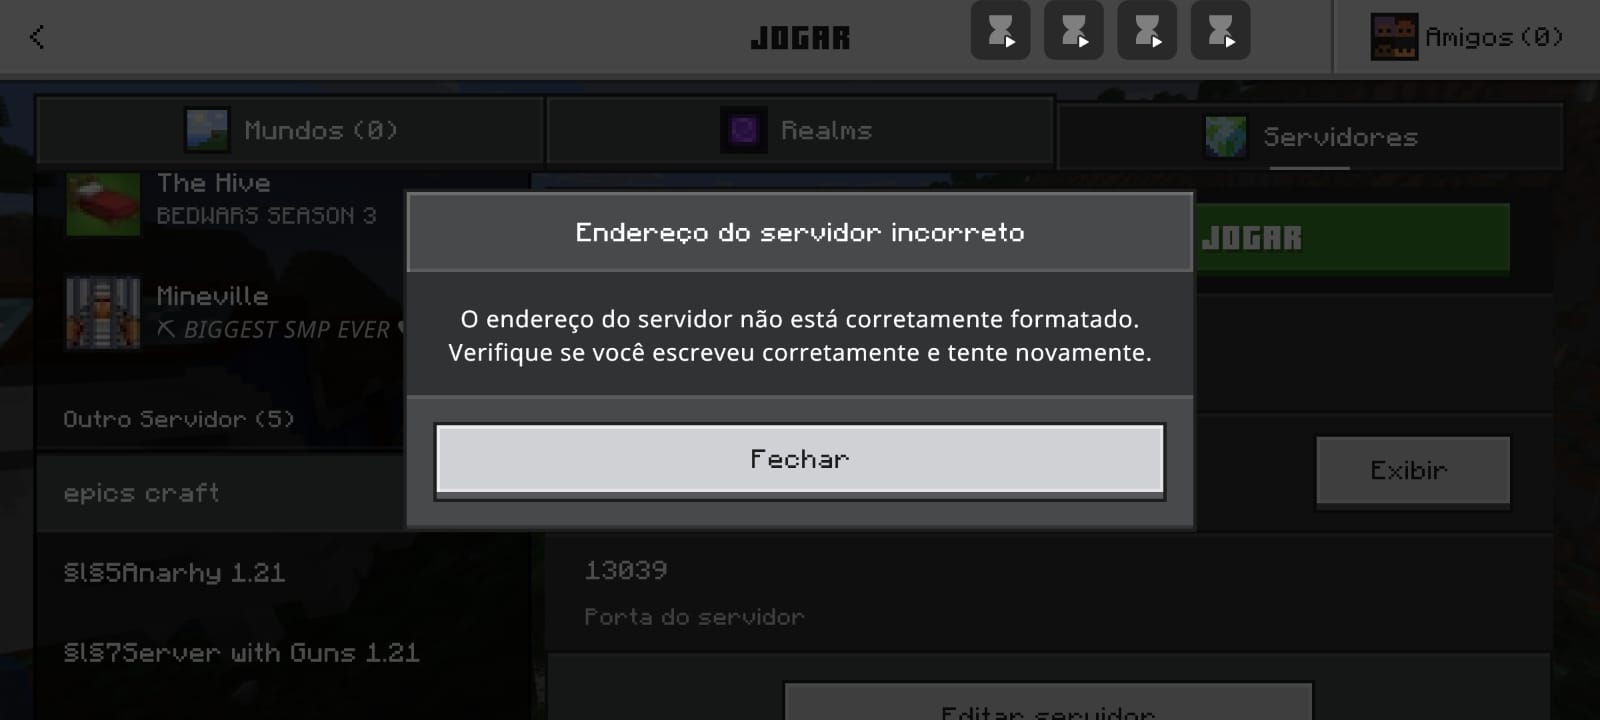 JOGAR
Amigos (0)
Mundos (0)
Realms
Servidores
The Hive
BEDWARS SEASON 3
JOGAR
Endereço do servidor incorreto
Mineville
BIGGEST SMP EVER
O endereço do servidor não está corretamente formatado.
Verifique se você escreveu corretamente e tente novamente.
Outro Servidor (5)
Fechar
Exibir
epics craft
13039
Porta do servidor
§l§5Anarhy 1.21
§l§7Server with Guns 1.21
Editar servidor